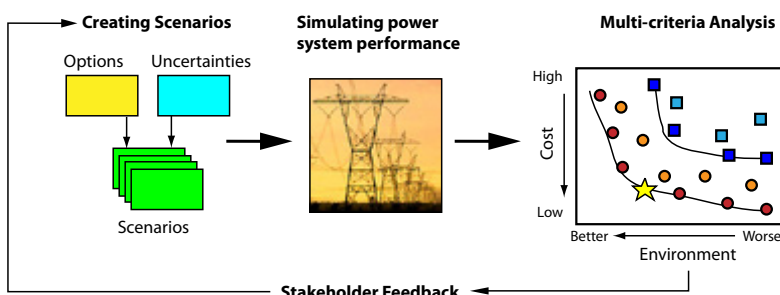 Creating Scenarios
Simulating power
system performance
Multi-criteria Analysis
Options
Uncertainties
Scenarios
High
Cost
Low
Better
Worse
Environment
Stakeholder Feedback